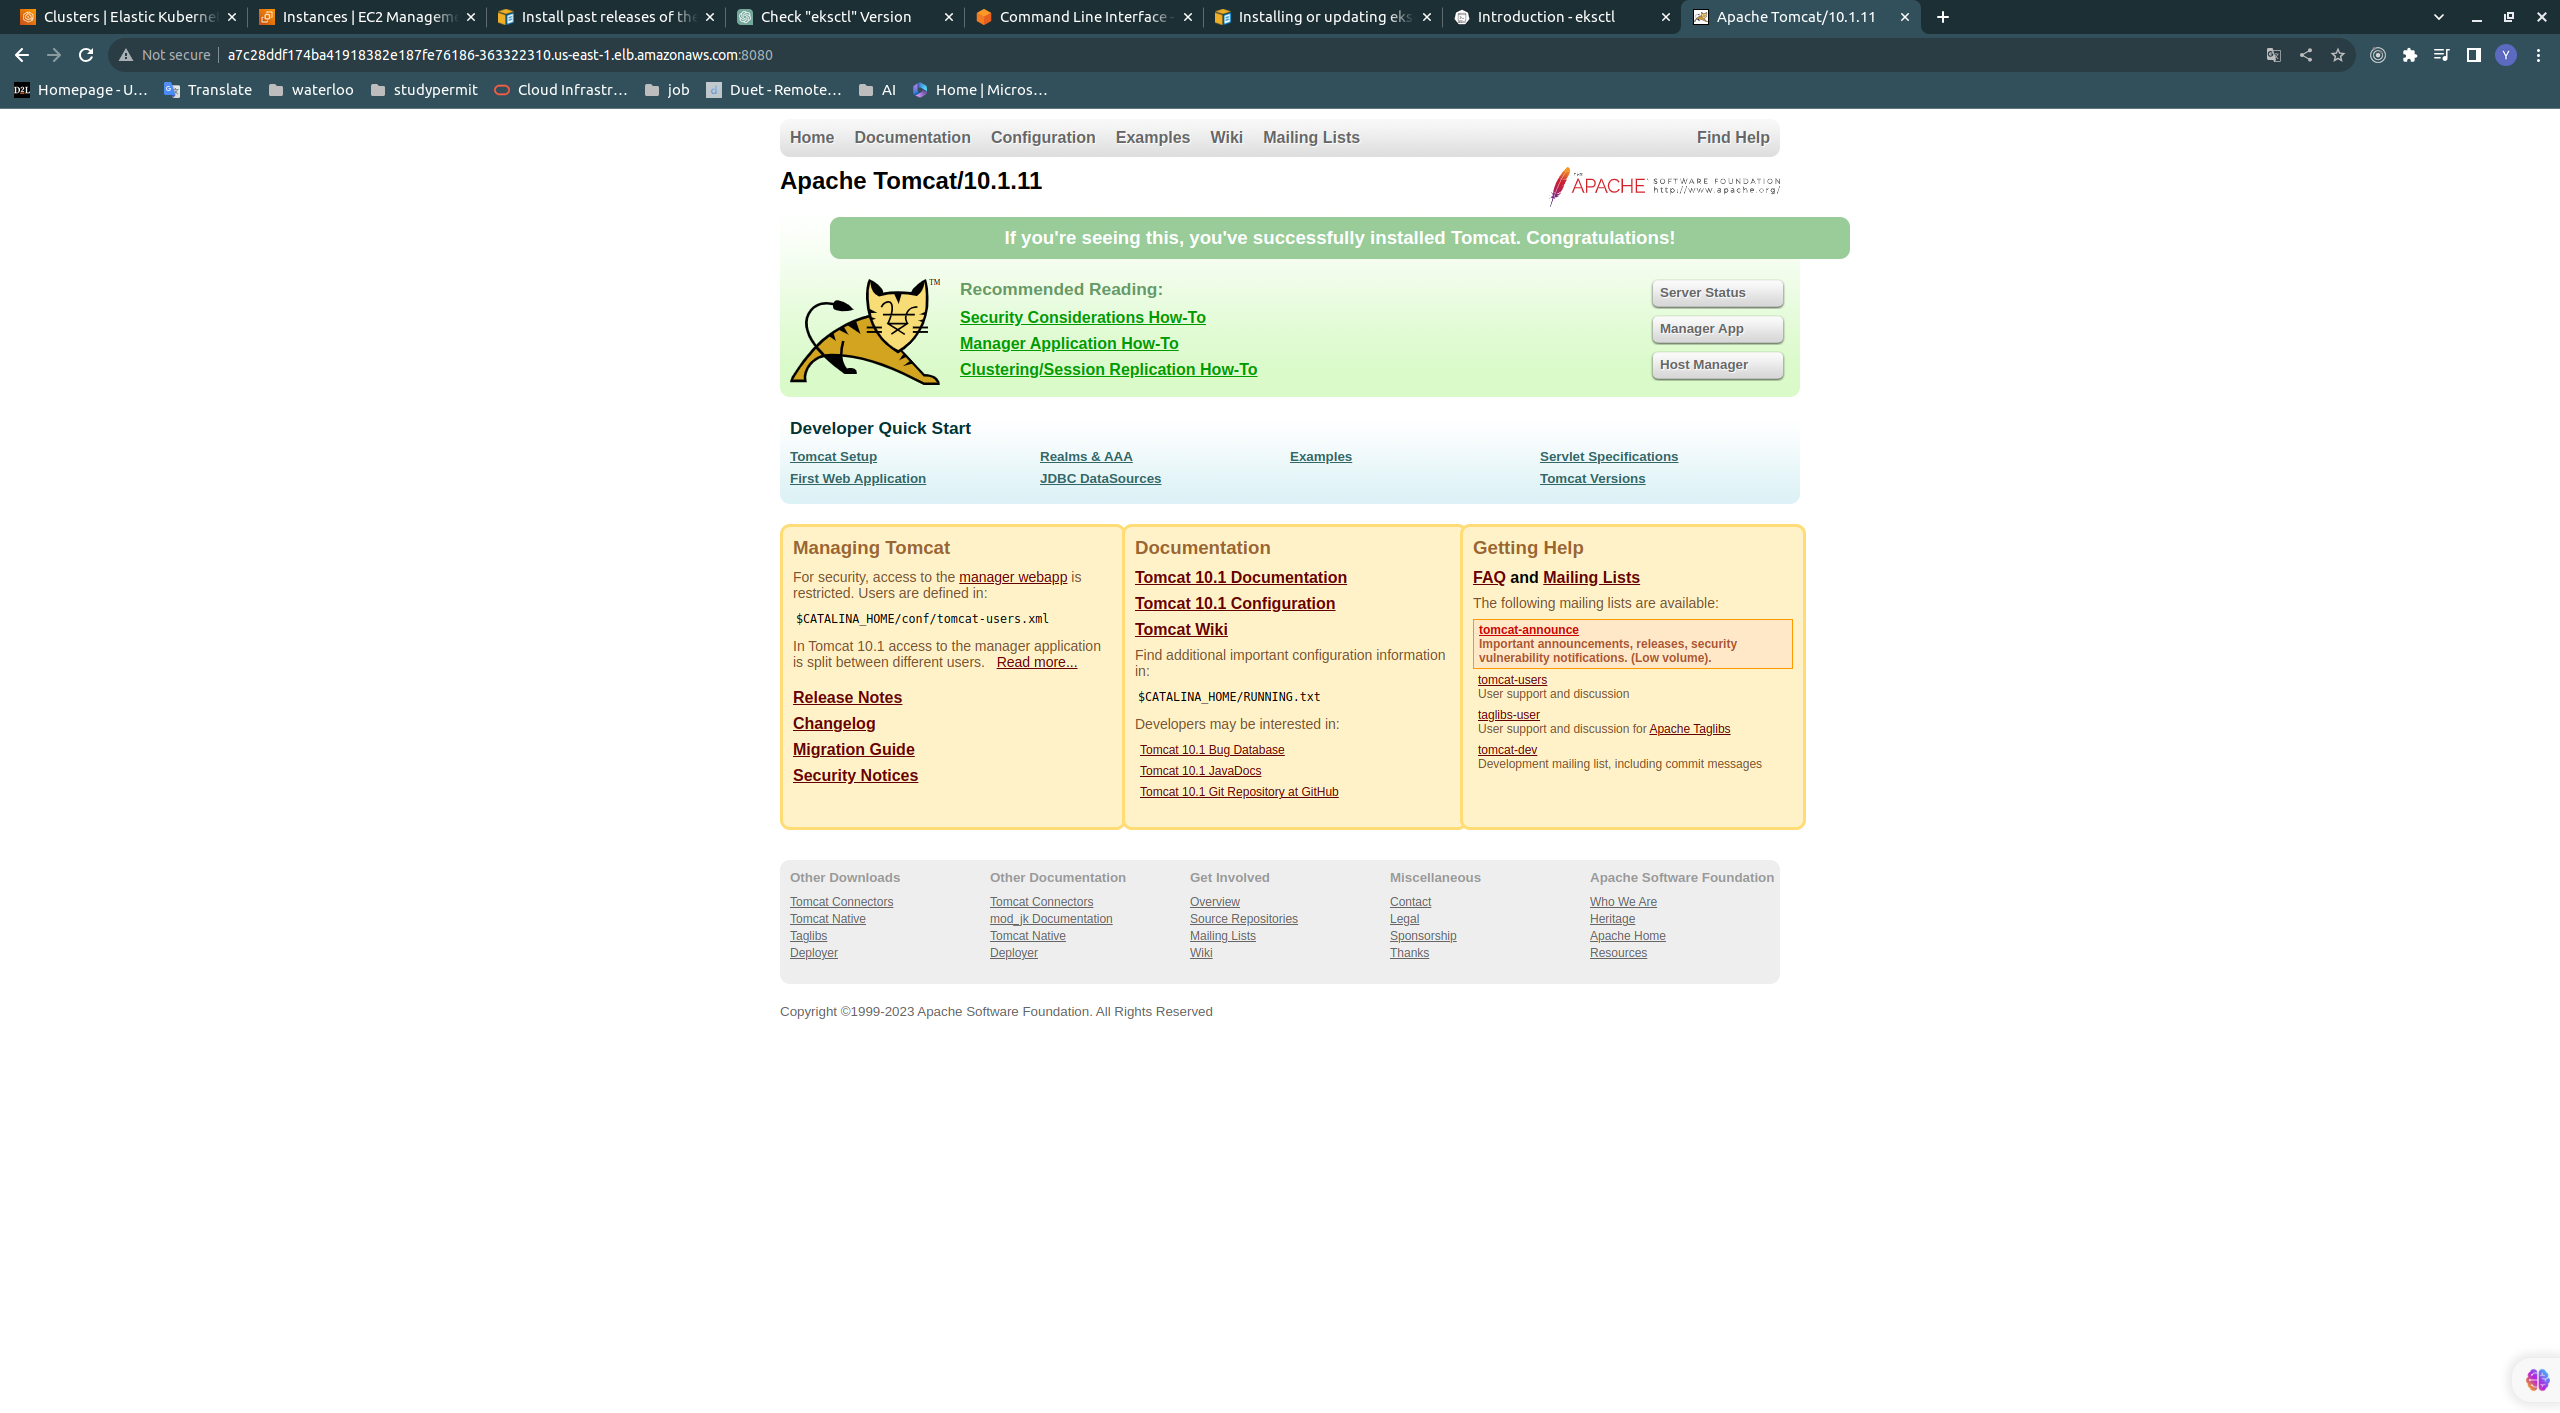 Clusters | Elastic Kubernet
Instances | EC2 Manageme
Install past releases of the
Check "eksctl" Version
Command Line Interface -
Installing or updating eks
Introduction - eksctl
Apache Tomcat/10.1.11
Not secure
a7c28ddf174ba41918382e187fe76186-363322310.us-east-1.elb.amazonaws.com:8080
Y
D2L Homepage - U…
Translate
waterloo
studypermit
Cloud Infrastr…
job
Duet - Remote…
AI
Home | Micros…
Home Documentation Configuration Examples Wiki Mailing Lists Find Help
Apache Tomcat/10.1.11
THE APACHE SOFTWARE FOUNDATION
http://www.apache.org/
If you're seeing this, you've successfully installed Tomcat. Congratulations!
TM
Recommended Reading:
Security Considerations How-To
Manager Application How-To
Clustering/Session Replication How-To
Server Status
Manager App
Host Manager
Developer Quick Start
Tomcat Setup
First Web Application
Realms & AAA
JDBC DataSources
Examples
Servlet Specifications
Tomcat Versions
Managing Tomcat
For security, access to the manager webapp is
restricted. Users are defined in:
$CATALINA_HOME/conf/tomcat-users.xml
In Tomcat 10.1 access to the manager application
is split between different users. Read more...
Release Notes
Changelog
Migration Guide
Security Notices
Documentation
Tomcat 10.1 Documentation
Tomcat 10.1 Configuration
Tomcat Wiki
Find additional important configuration information
in:
$CATALINA_HOME/RUNNING.txt
Developers may be interested in:
Tomcat 10.1 Bug Database
Tomcat 10.1 JavaDocs
Tomcat 10.1 Git Repository at GitHub
Getting Help
FAQ and Mailing Lists
The following mailing lists are available:
tomcat-announce
Important announcements, releases, security
vulnerability notifications. (Low volume).
tomcat-users
User support and discussion
taglibs-user
User support and discussion for Apache Taglibs
tomcat-dev
Development mailing list, including commit messages
Other Downloads
Tomcat Connectors
Tomcat Native
Taglibs
Deployer
Other Documentation
Tomcat Connectors
mod_jk Documentation
Tomcat Native
Deployer
Get Involved
Overview
Source Repositories
Mailing Lists
Wiki
Miscellaneous
Contact
Legal
Sponsorship
Thanks
Apache Software Foundation
Who We Are
Heritage
Apache Home
Resources
Copyright ©1999-2023 Apache Software Foundation. All Rights Reserved